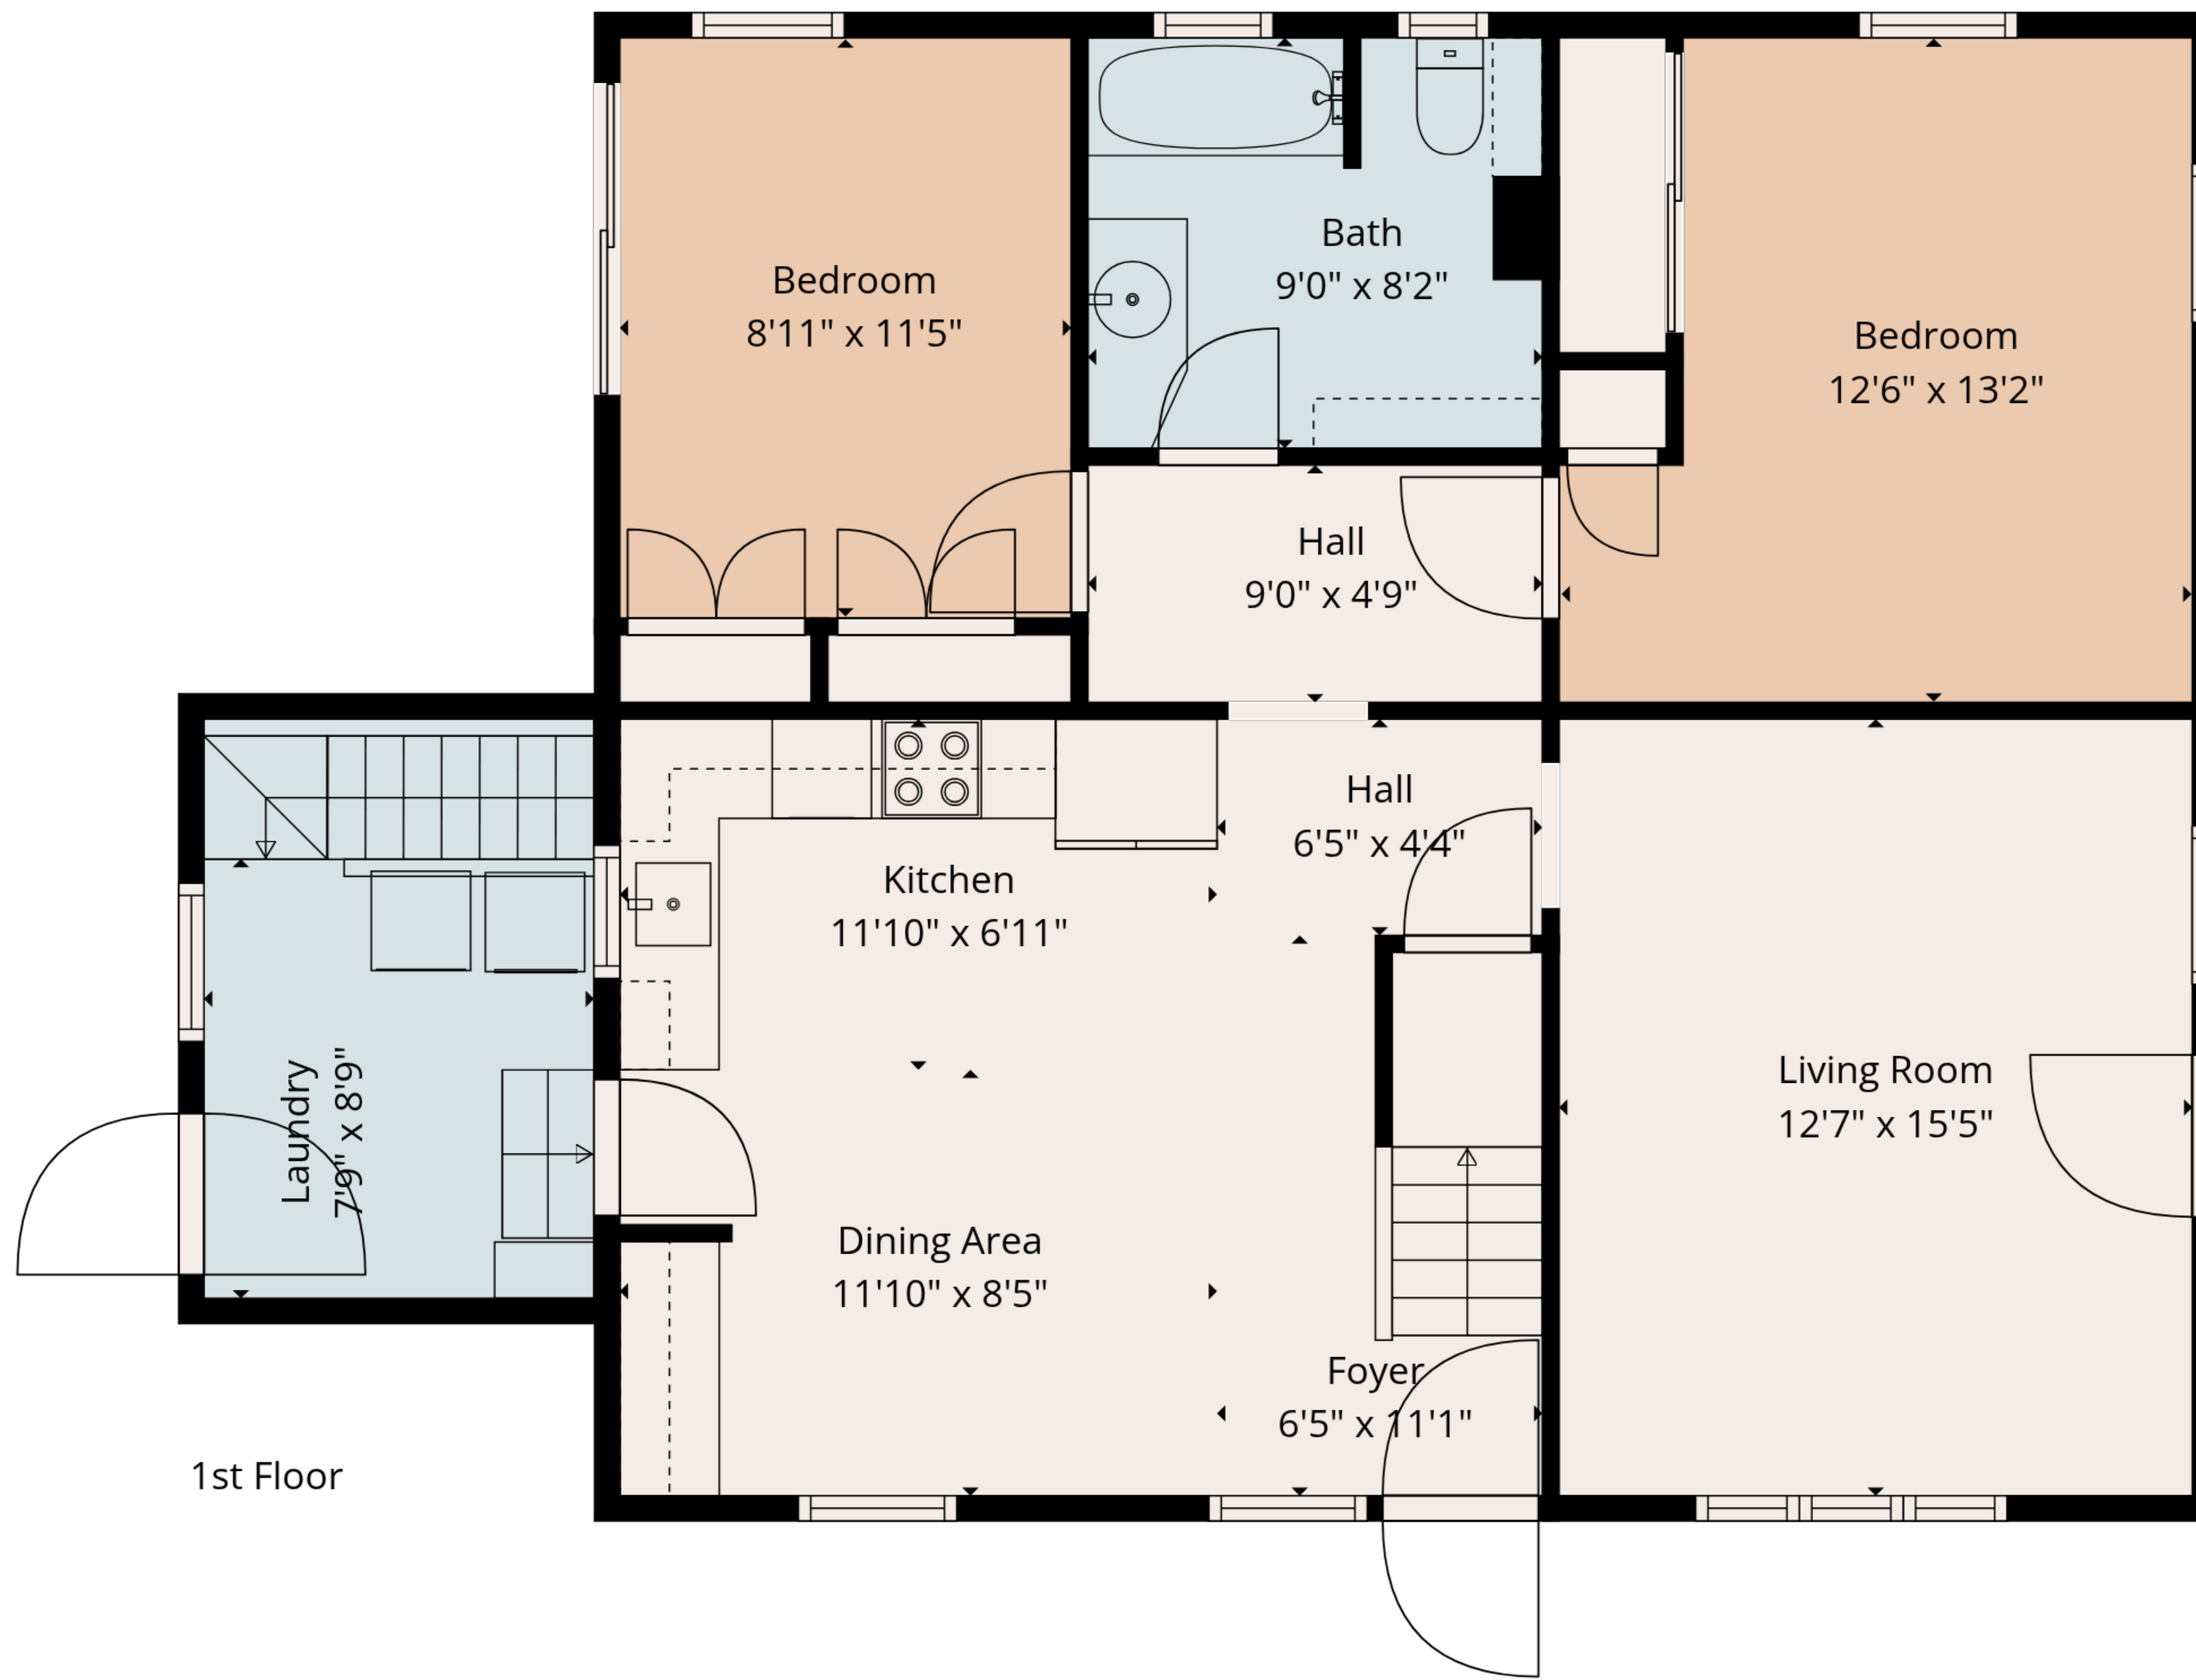 Bedroom
8'11" x 11'5"
Bath
9'0" x 8'2"
Bedroom
12'6" x 13'2"
Hall
9'0" x 4'9"
Hall
6'5" x 4'4"
Kitchen
11'10" x 6'11"
Laundry
7'9" x 8'9"
Living Room
12'7" x 15'5"
Dining Area
11'10" x 8'5"
Foyer
6'5" x 11'1"
1st Floor